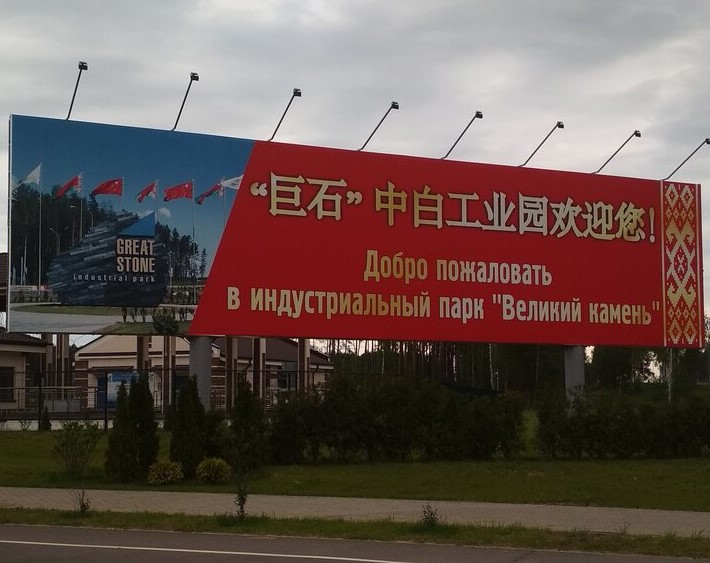 GREAT
STONE
industrial park
“巨石” 中白工业园欢迎您!
Добро пожаловать
в индустриальный парк "Великий камень"